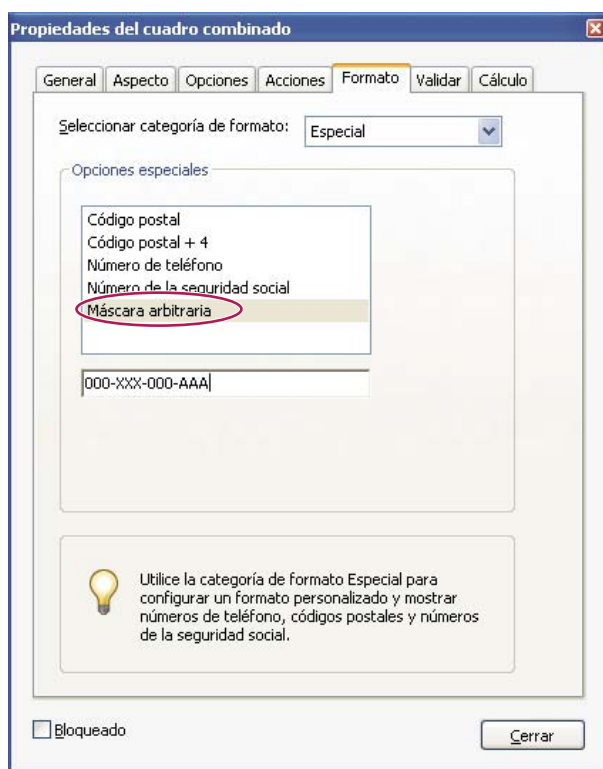 Propiedades del cuadro combinado
General Aspecto Opciones Acciones Formato Validar Cálculo
Seleccionar categoría de formato: Especial
Opciones especiales
Código postal
Código postal + 4
Número de teléfono
Número de la seguridad social
Máscara arbitraria
000-XXX-000-AAA
Utilice la categoría de formato Especial para
configurar un formato personalizado y mostrar
números de teléfono, códigos postales y números
de la seguridad social.
Bloqueado Cerrar